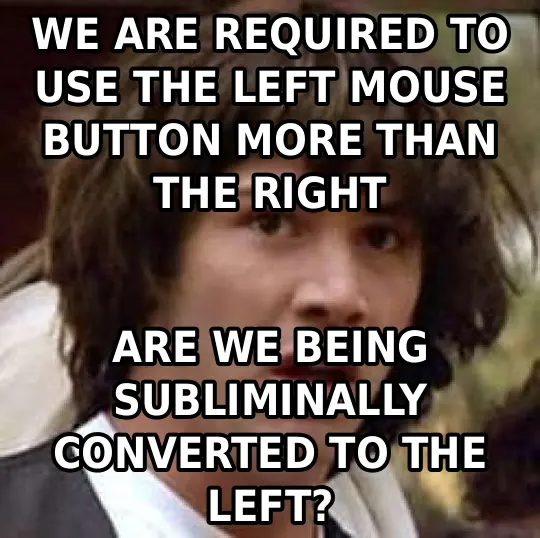 WE ARE REQUIRED TO
USE THE LEFT MOUSE
BUTTON MORE THAN
THE RIGHT
ARE WE BEING
SUBLIMINALLY
CONVERTED TO THE
LEFT?